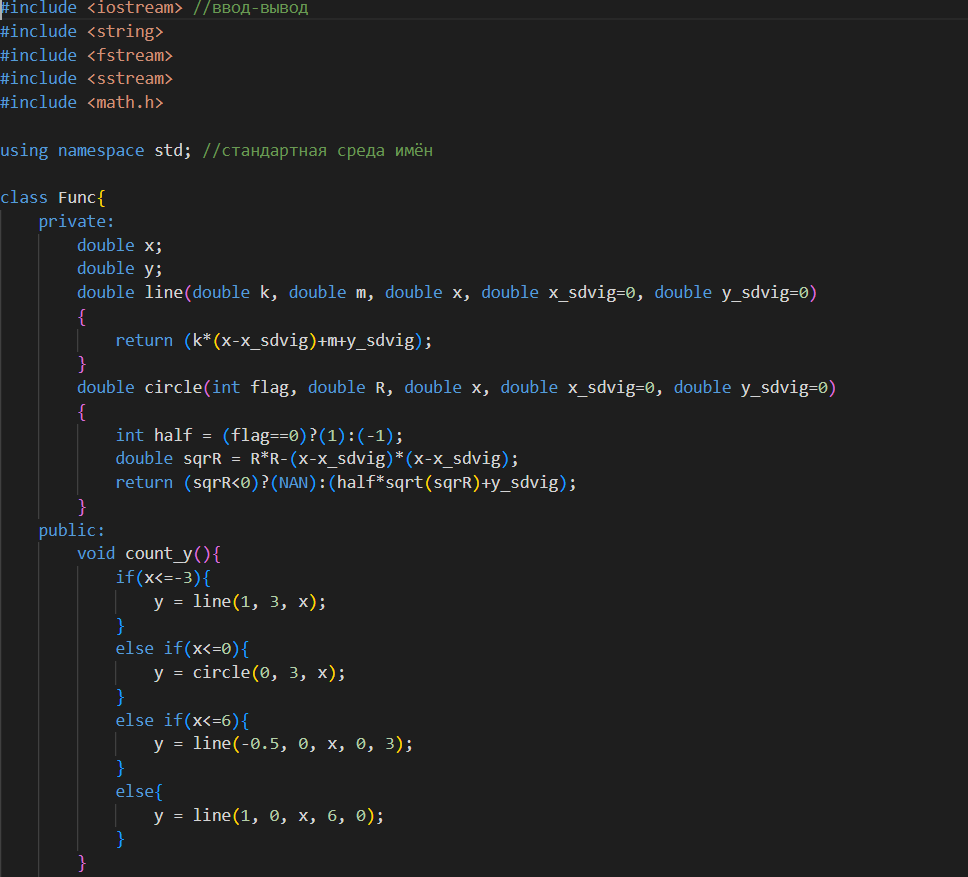 #include <iostream> //ввод-вывод
#include <string>
#include <fstream>
#include <sstream>
#include <math.h>
using namespace std; //стандартная среда имён
class Func{
private:
double x;
double y;
double line(double k, double m, double x, double x_sdvig=0, double y_sdvig=0)
{
return (k*(x-x_sdvig)+m+y_sdvig);
}
double circle(int flag, double R, double x, double x_sdvig=0, double y_sdvig=0)
{
int half = (flag==0)?(1):(-1);
double sqrR = R*R-(x-x_sdvig)*(x-x_sdvig);
return (sqrR<0)?(NAN):(half*sqrt(sqrR)+y_sdvig);
}
public:
void count_y(){
if(x<=-3){
y = line(1, 3, x);
}
else if(x<=0){
y = circle(0, 3, x);
}
else if(x<=6){
y = line(-0.5, 0, x, 0, 3);
}
else{
y = line(1, 0, x, 6, 0);
}
}